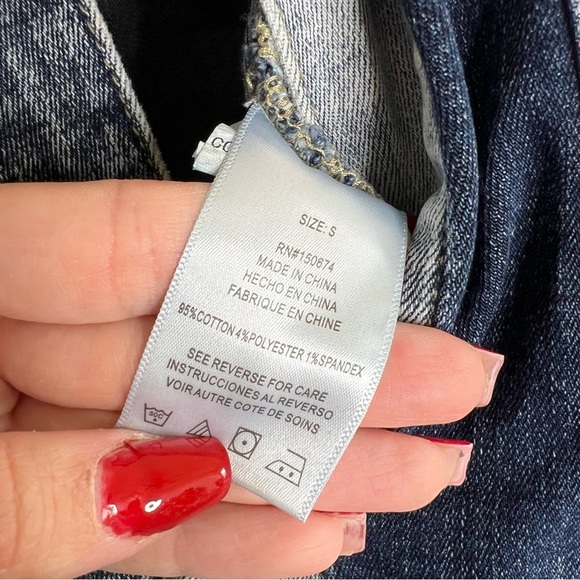 CO
SIZE: S
RN#150674
MADE IN CHINA
HECHO EN CHINA
FABRIQUE EN CHINE
95%COTTON 4%POLYESTER 1%SPANDEX
SEE REVERSE FOR CARE
INSTRUCCIONES AL REVERSO
VOIR AUTRE COTE DE SOINS